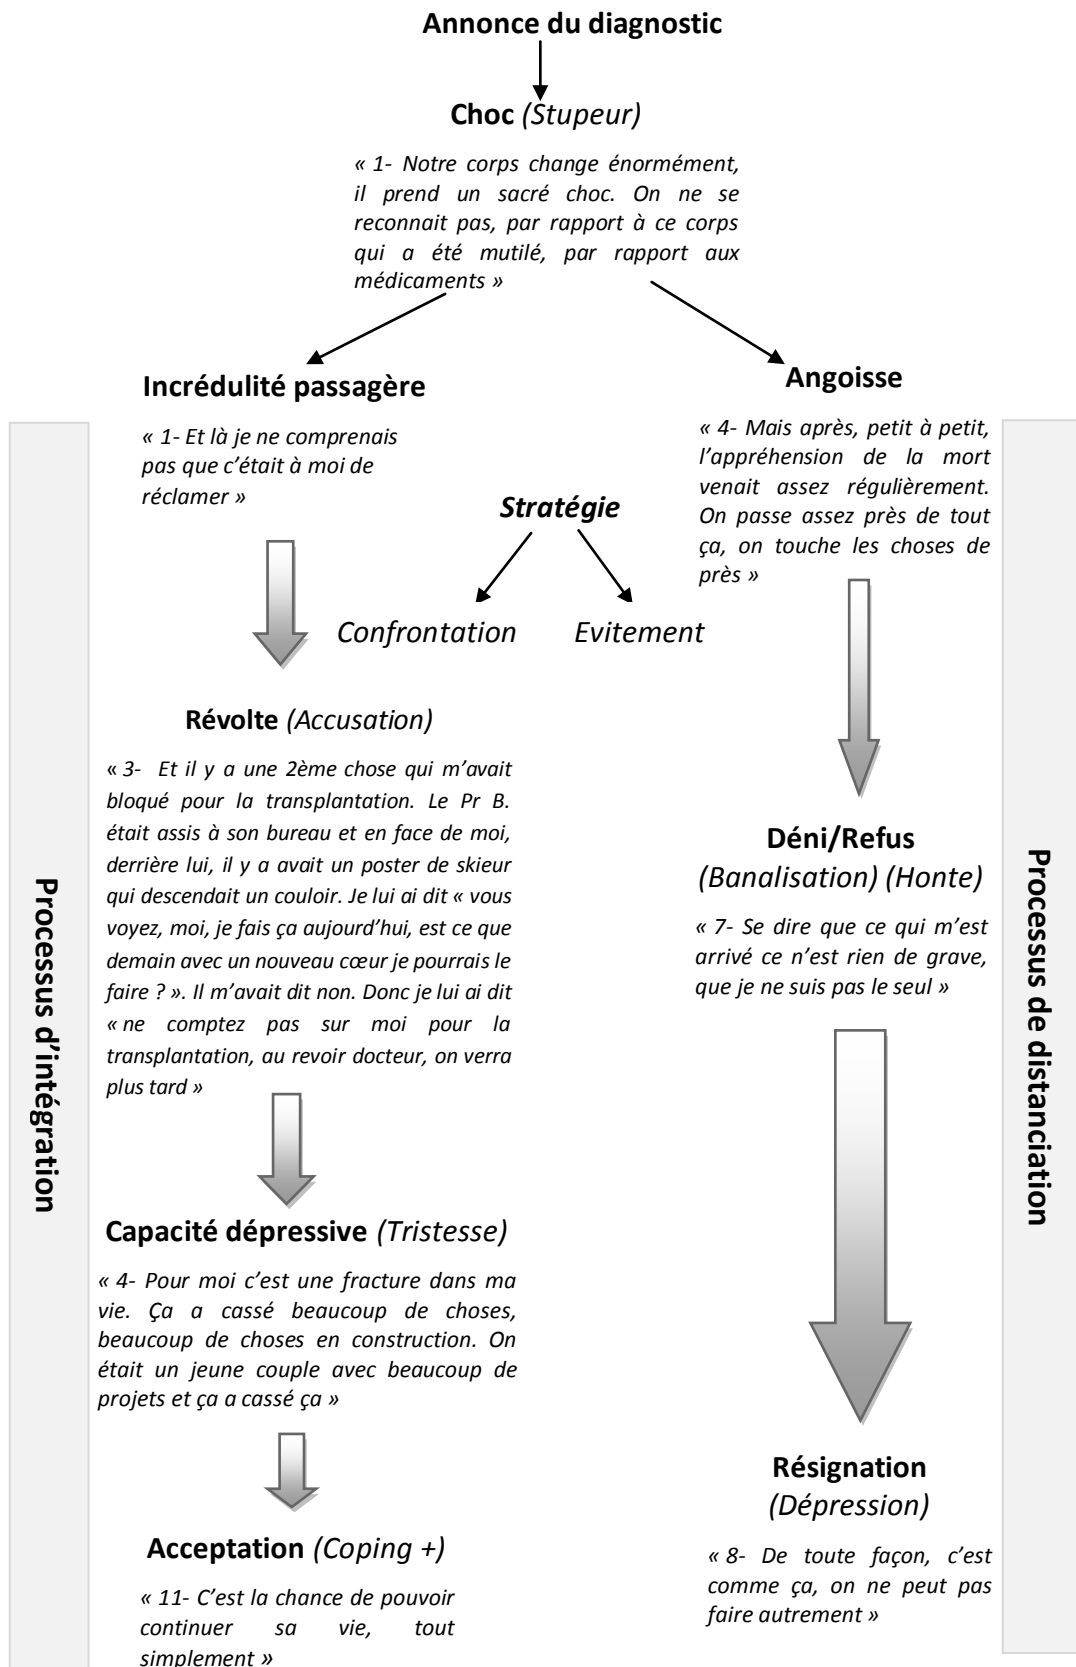 Annonce du diagnostic
Choc (Stupeur)
« 1- Notre corps change énormément,
il prend un sacré choc. On ne se
reconnait pas, par rapport à ce corps
qui a été mutilé, par rapport aux
médicaments »
Incrédulité passagère
« 1- Et là je ne comprenais
pas que c’était à moi de
réclamer »
Angoisse
« 4- Mais après, petit à petit,
l’appréhension de la mort
venait assez régulièrement.
On passe assez près de tout
ça, on touche les choses de
près »
Stratégie
Confrontation
Evitement
Processus d’intégration
Révolte (Accusation)
« 3- Et il y a une 2ème chose qui m’avait
bloqué pour la transplantation. Le Pr B.
était assis à son bureau et en face de moi,
derrière lui, il y a avait un poster de skieur
qui descendait un couloir. Je lui ai dit « vous
voyez, moi, je fais ça aujourd’hui, est ce que
demain avec un nouveau cœur je pourrais le
faire ? ». Il m’avait dit non. Donc je lui ai dit
« ne comptez pas sur moi pour la
transplantation, au revoir docteur, on verra
plus tard »
Capacité dépressive (Tristesse)
« 4- Pour moi c’est une fracture dans ma
vie. Ça a cassé beaucoup de choses,
beaucoup de choses en construction. On
était un jeune couple avec beaucoup de
projets et ça a cassé ça »
Acceptation (Coping +)
« 11- C’est la chance de pouvoir
continuer sa vie, tout
simplement »
Déni/Refus
(Banalisation) (Honte)
« 7- Se dire que ce qui m’est
arrivé ce n’est rien de grave,
que je ne suis pas le seul »
Résignation
(Dépression)
« 8- De toute façon, c’est
comme ça, on ne peut pas
faire autrement »
Processus de distanciation